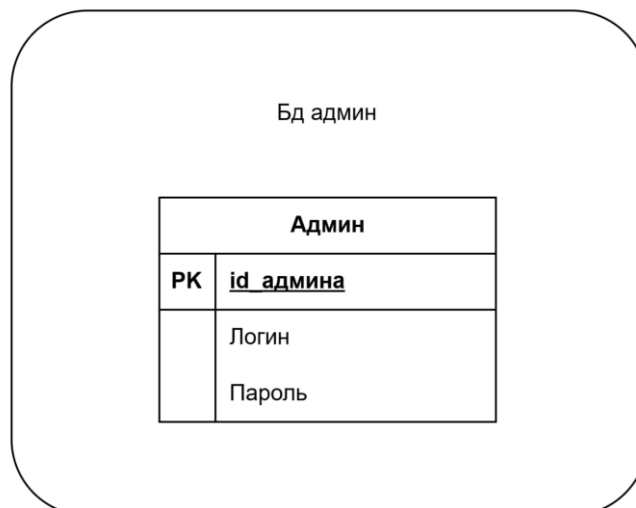 Бд админ
Админ
PK id_админа
Логин
Пароль